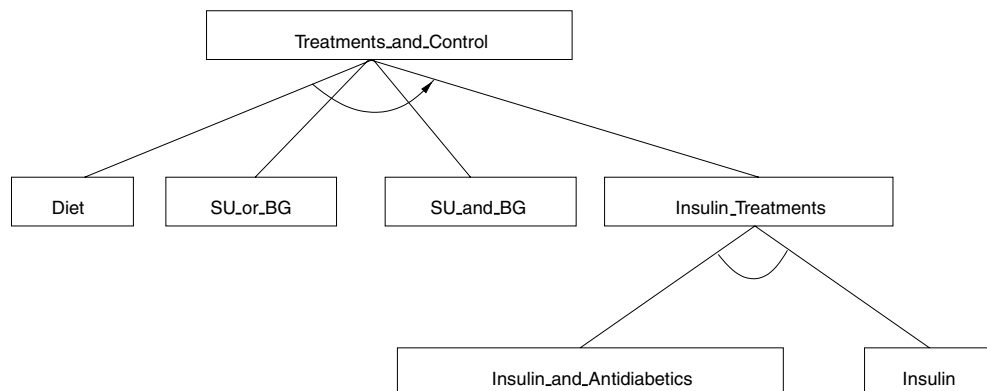 Treatments_and_Control
Diet
SU_or_BG
SU_and_BG
Insulin_Treatments
Insulin_and_Antidiabetics
Insulin